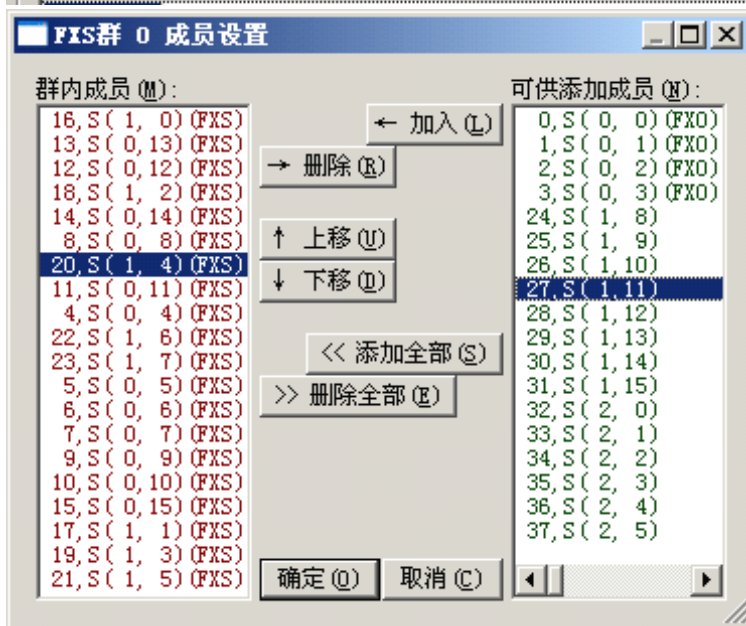 FXS群 0 成员设置
群内成员(M):
16,S( 1, 0)(FXS)
13,S( 0,13)(FXS)
12,S( 0,12)(FXS)
18,S( 1, 2)(FXS)
14,S( 0,14)(FXS)
8,S( 0, 8)(FXS)
20,S( 1, 4)(FXS)
11,S( 0,11)(FXS)
4,S( 0, 4)(FXS)
22,S( 1, 6)(FXS)
23,S( 1, 7)(FXS)
5,S( 0, 5)(FXS)
6,S( 0, 6)(FXS)
7,S( 0, 7)(FXS)
9,S( 0, 9)(FXS)
10,S( 0,10)(FXS)
15,S( 0,15)(FXS)
17,S( 1, 1)(FXS)
19,S( 1, 3)(FXS)
21,S( 1, 5)(FXS)
← 加入(L)
→ 删除(R)
↑ 上移(U)
↓ 下移(D)
<< 添加全部(S)
>> 删除全部(E)
确定(O)
取消(C)
可供添加成员(N):
0,S( 0, 0)(FXO)
1,S( 0, 1)(FXO)
2,S( 0, 2)(FXO)
3,S( 0, 3)(FXO)
24,S( 1, 8)
25,S( 1, 9)
26,S( 1,10)
27,S( 1,11)
28,S( 1,12)
29,S( 1,13)
30,S( 1,14)
31,S( 1,15)
32,S( 2, 0)
33,S( 2, 1)
34,S( 2, 2)
35,S( 2, 3)
36,S( 2, 4)
37,S( 2, 5)